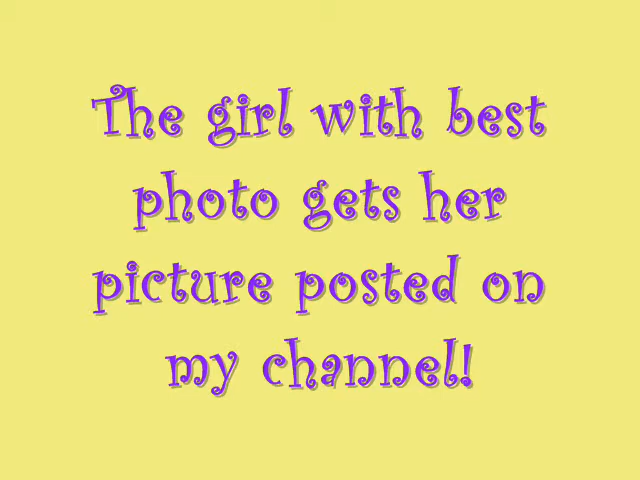 The girl with best
photo gets her
picture posted on
my channel!